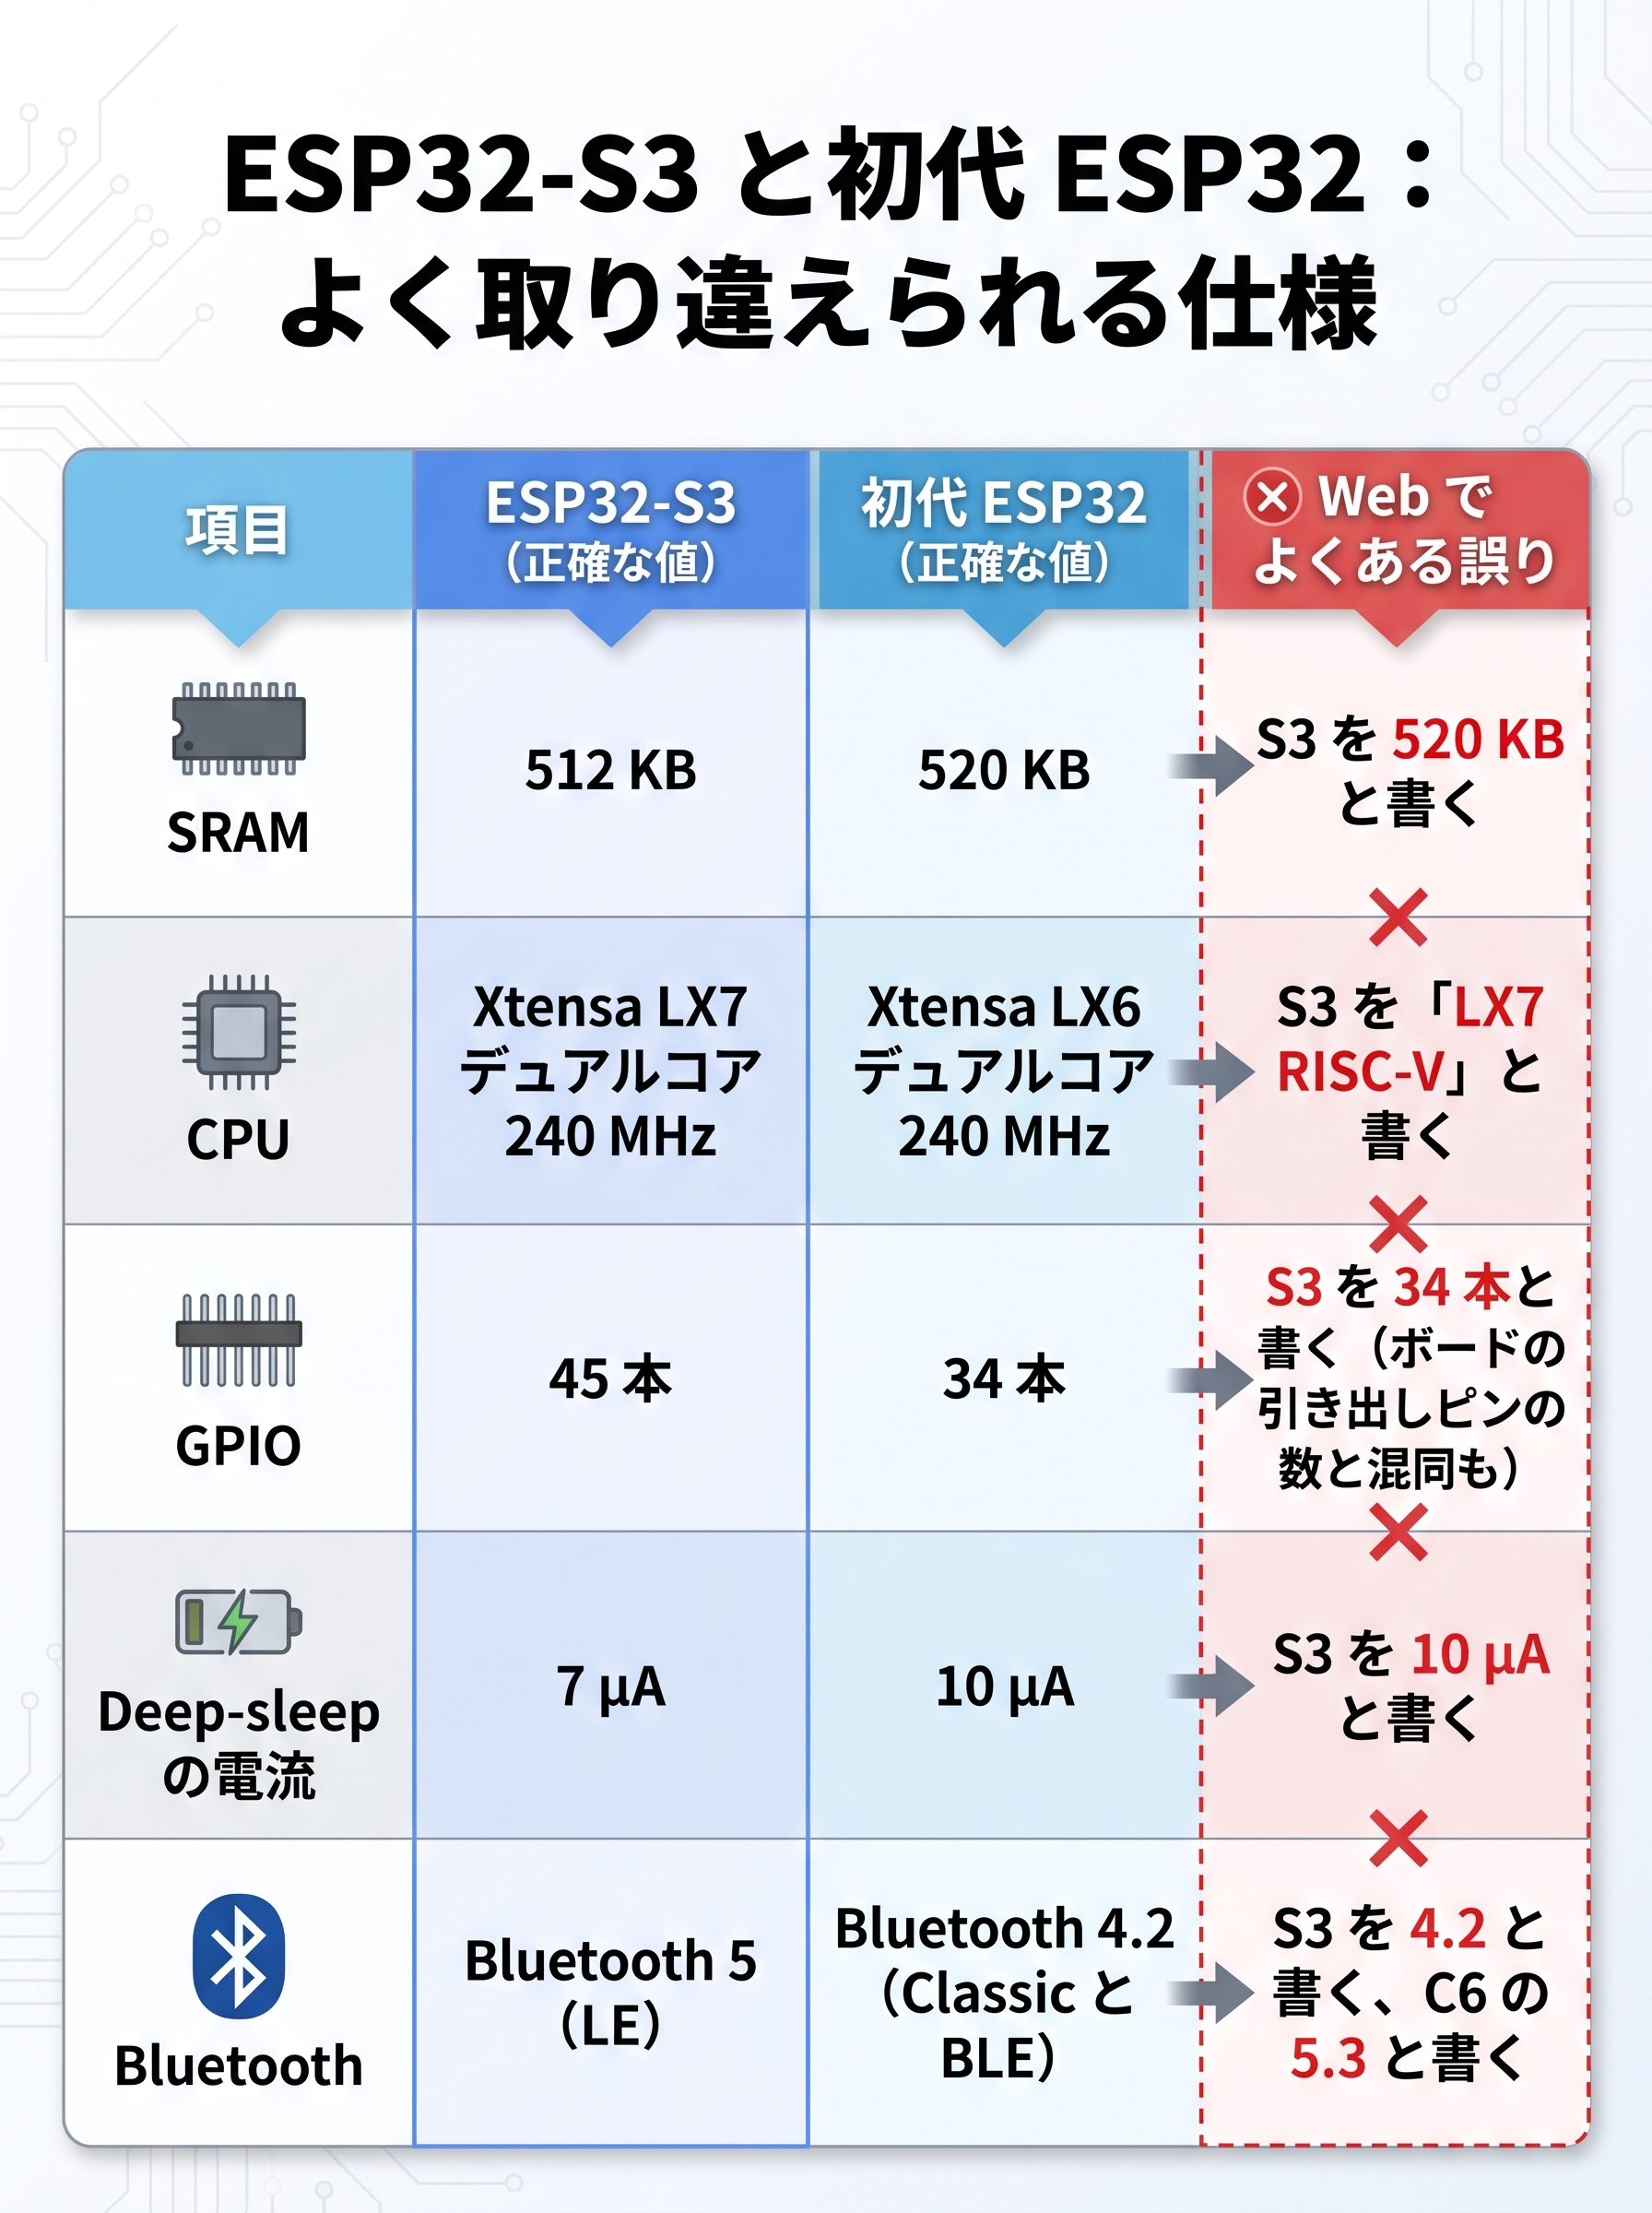 ESP32-S3 と初代 ESP32：
よく取り違えられる仕様
項目
ESP32-S3
（正確な値）
初代 ESP32
（正確な値）
Web で
よくある誤り
SRAM
512 KB
520 KB
S3 を 520 KB
と書く
CPU
Xtensa LX7
デュアルコア
240 MHz
Xtensa LX6
デュアルコア
240 MHz
S3 を「LX7
RISC-V」と
書く
GPIO
45 本
34 本
S3 を 34 本と
書く（ボードの
引き出しピンの
数と混同も）
Deep-sleep
の電流
7 µA
10 µA
S3 を 10 µA
と書く
Bluetooth
Bluetooth 5
（LE）
Bluetooth 4.2
（Classic と
BLE）
S3 を 4.2 と
書く、C6 の
5.3 と書く